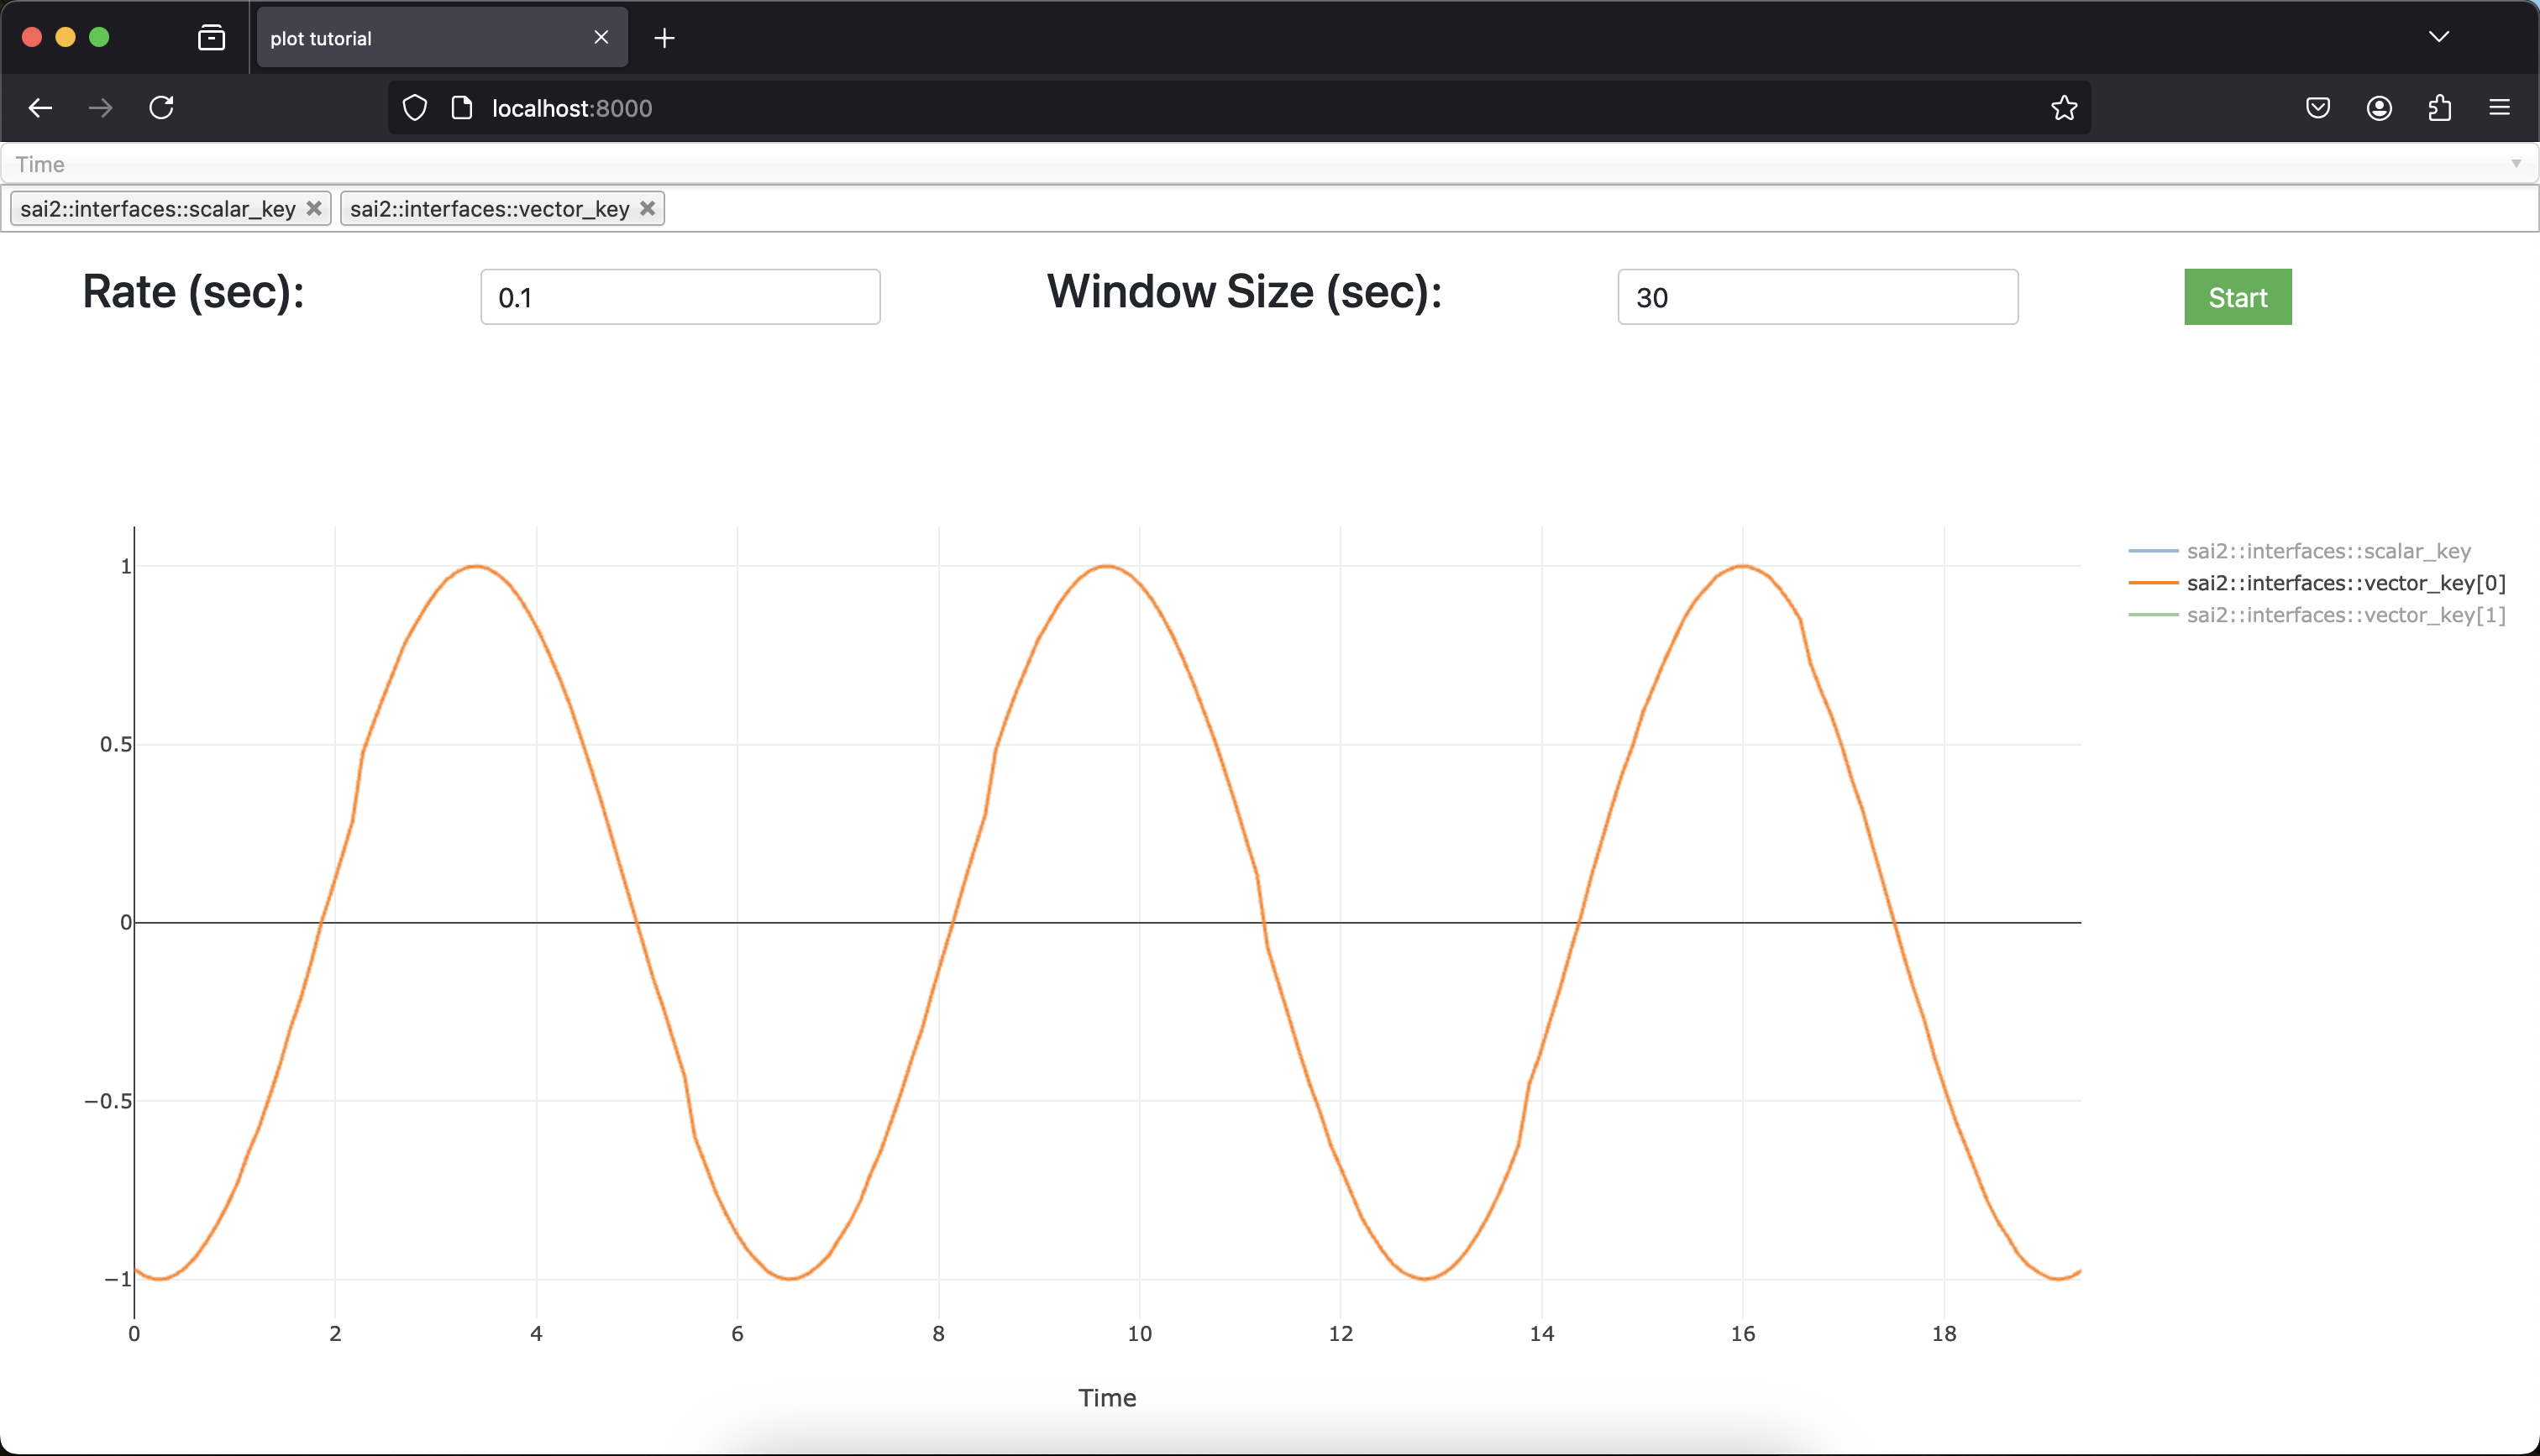 plot tutorial
localhost:8000
Time
sai2::interfaces::scalar_key sai2::interfaces::vector_key
Rate (sec): 0.1 Window Size (sec): 30 Start
sai2::interfaces::scalar_key
sai2::interfaces::vector_key[0]
sai2::interfaces::vector_key[1]
1
0.5
0
−0.5
−1
0 2 4 6 8 10 12 14 16 18
Time